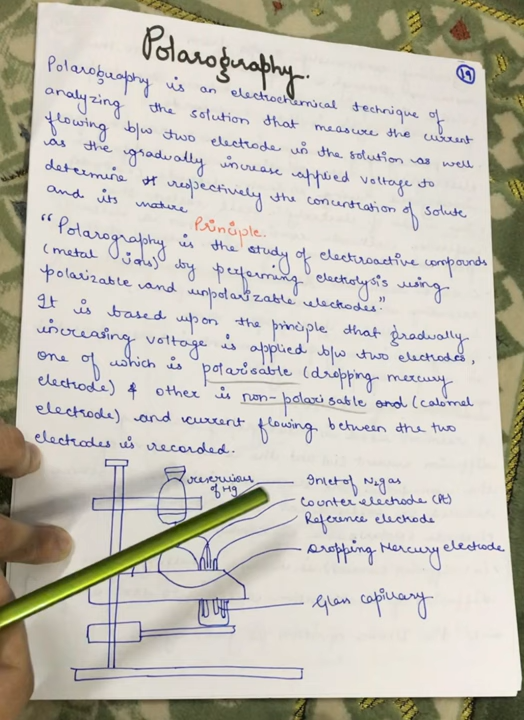 Polarography.
19
Polarography is an electrochemical technique of
analyzing the solution that measure the current
flowing b/w two electrode in the solution as well
as the gradually increase applied voltage to
determine respectively the concentration of solute
and its nature
Principle.
"Polarography is the study of electroactive compounds
(metal ions) by performing electrolysis using
polarizable and unpolarizable electrodes"
It is based upon the principle that gradually
increasing voltage is applied b/w two electrodes,
one of which is polarisable (dropping mercury
electrode) & other is non-polarisable and (calomel
electrode) and current flowing between the two
electrodes is recorded.
of Hg
Inlet of N₂ gas
Counter electrode (Pt)
Reference electrode
Dropping Mercury electrode
Glass capillary